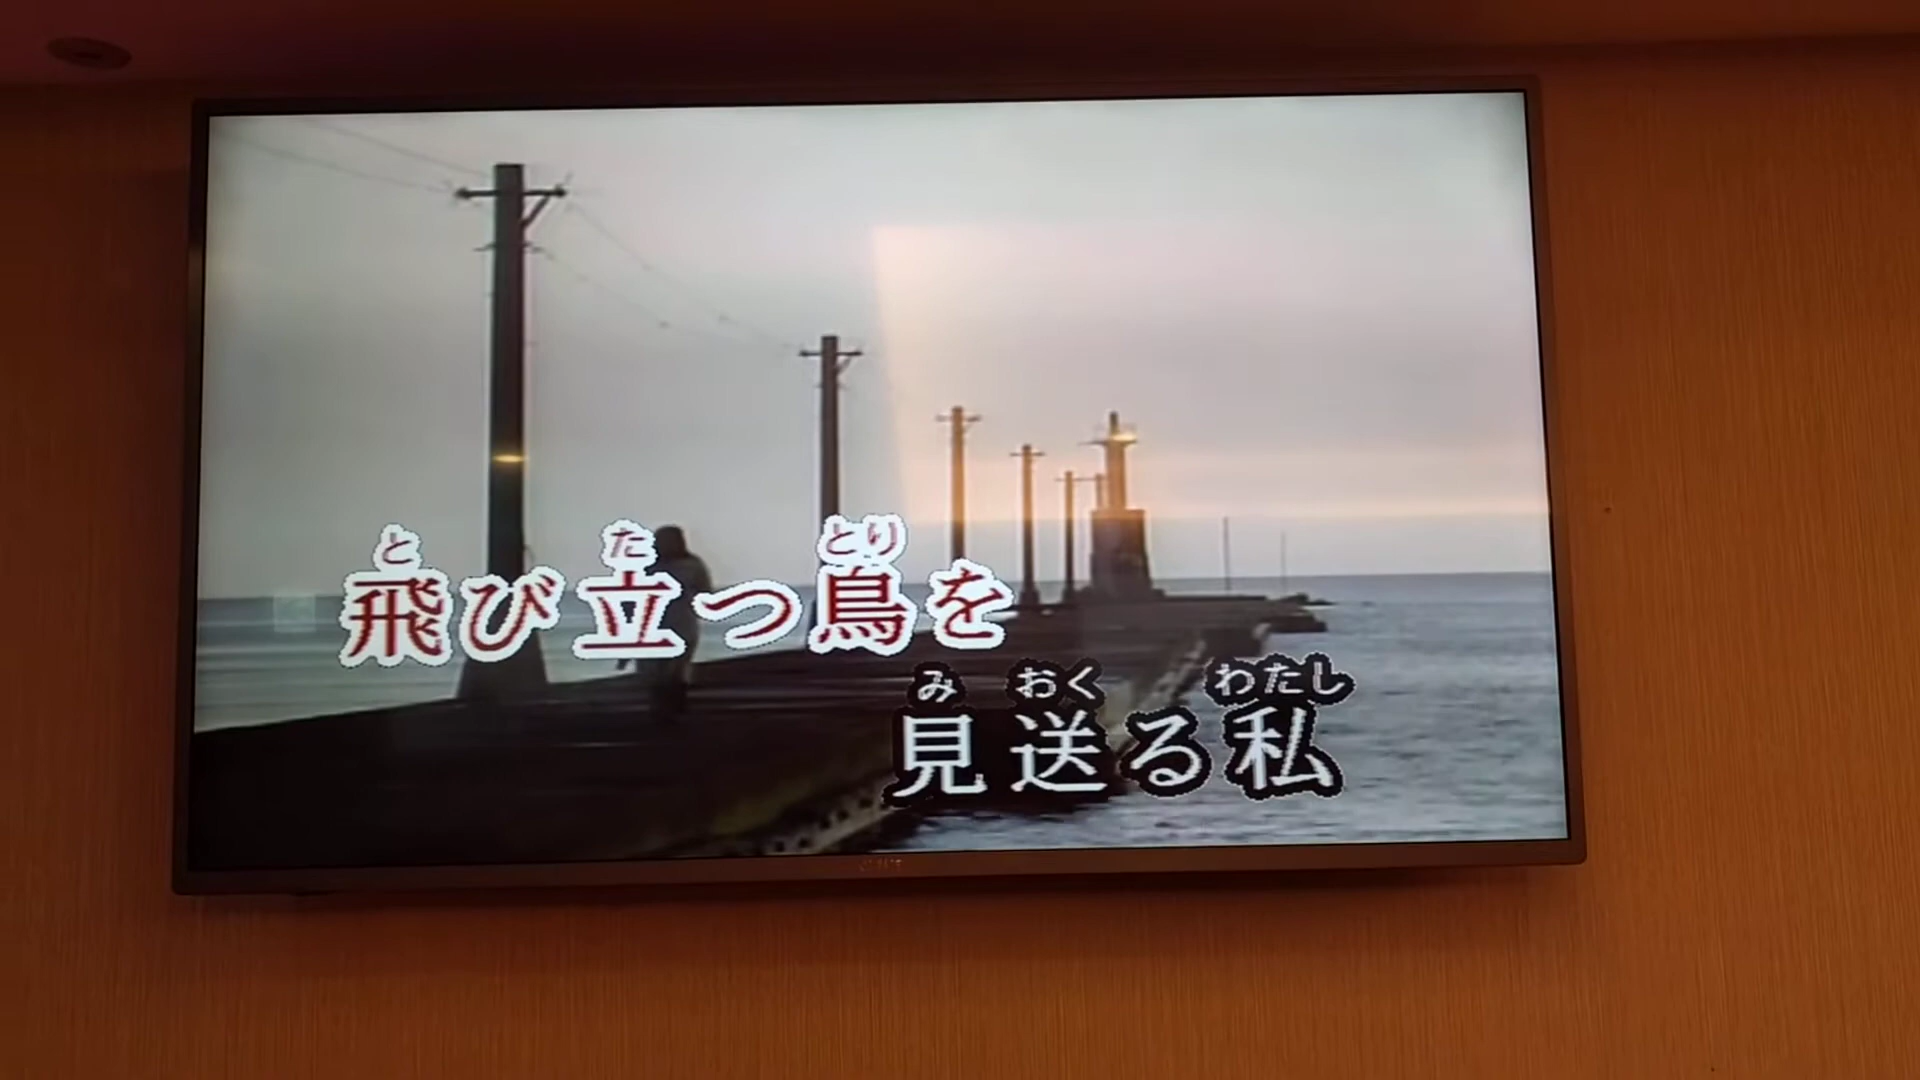 とたとり
飛び立つ鳥を
みおくわたし
見送る私